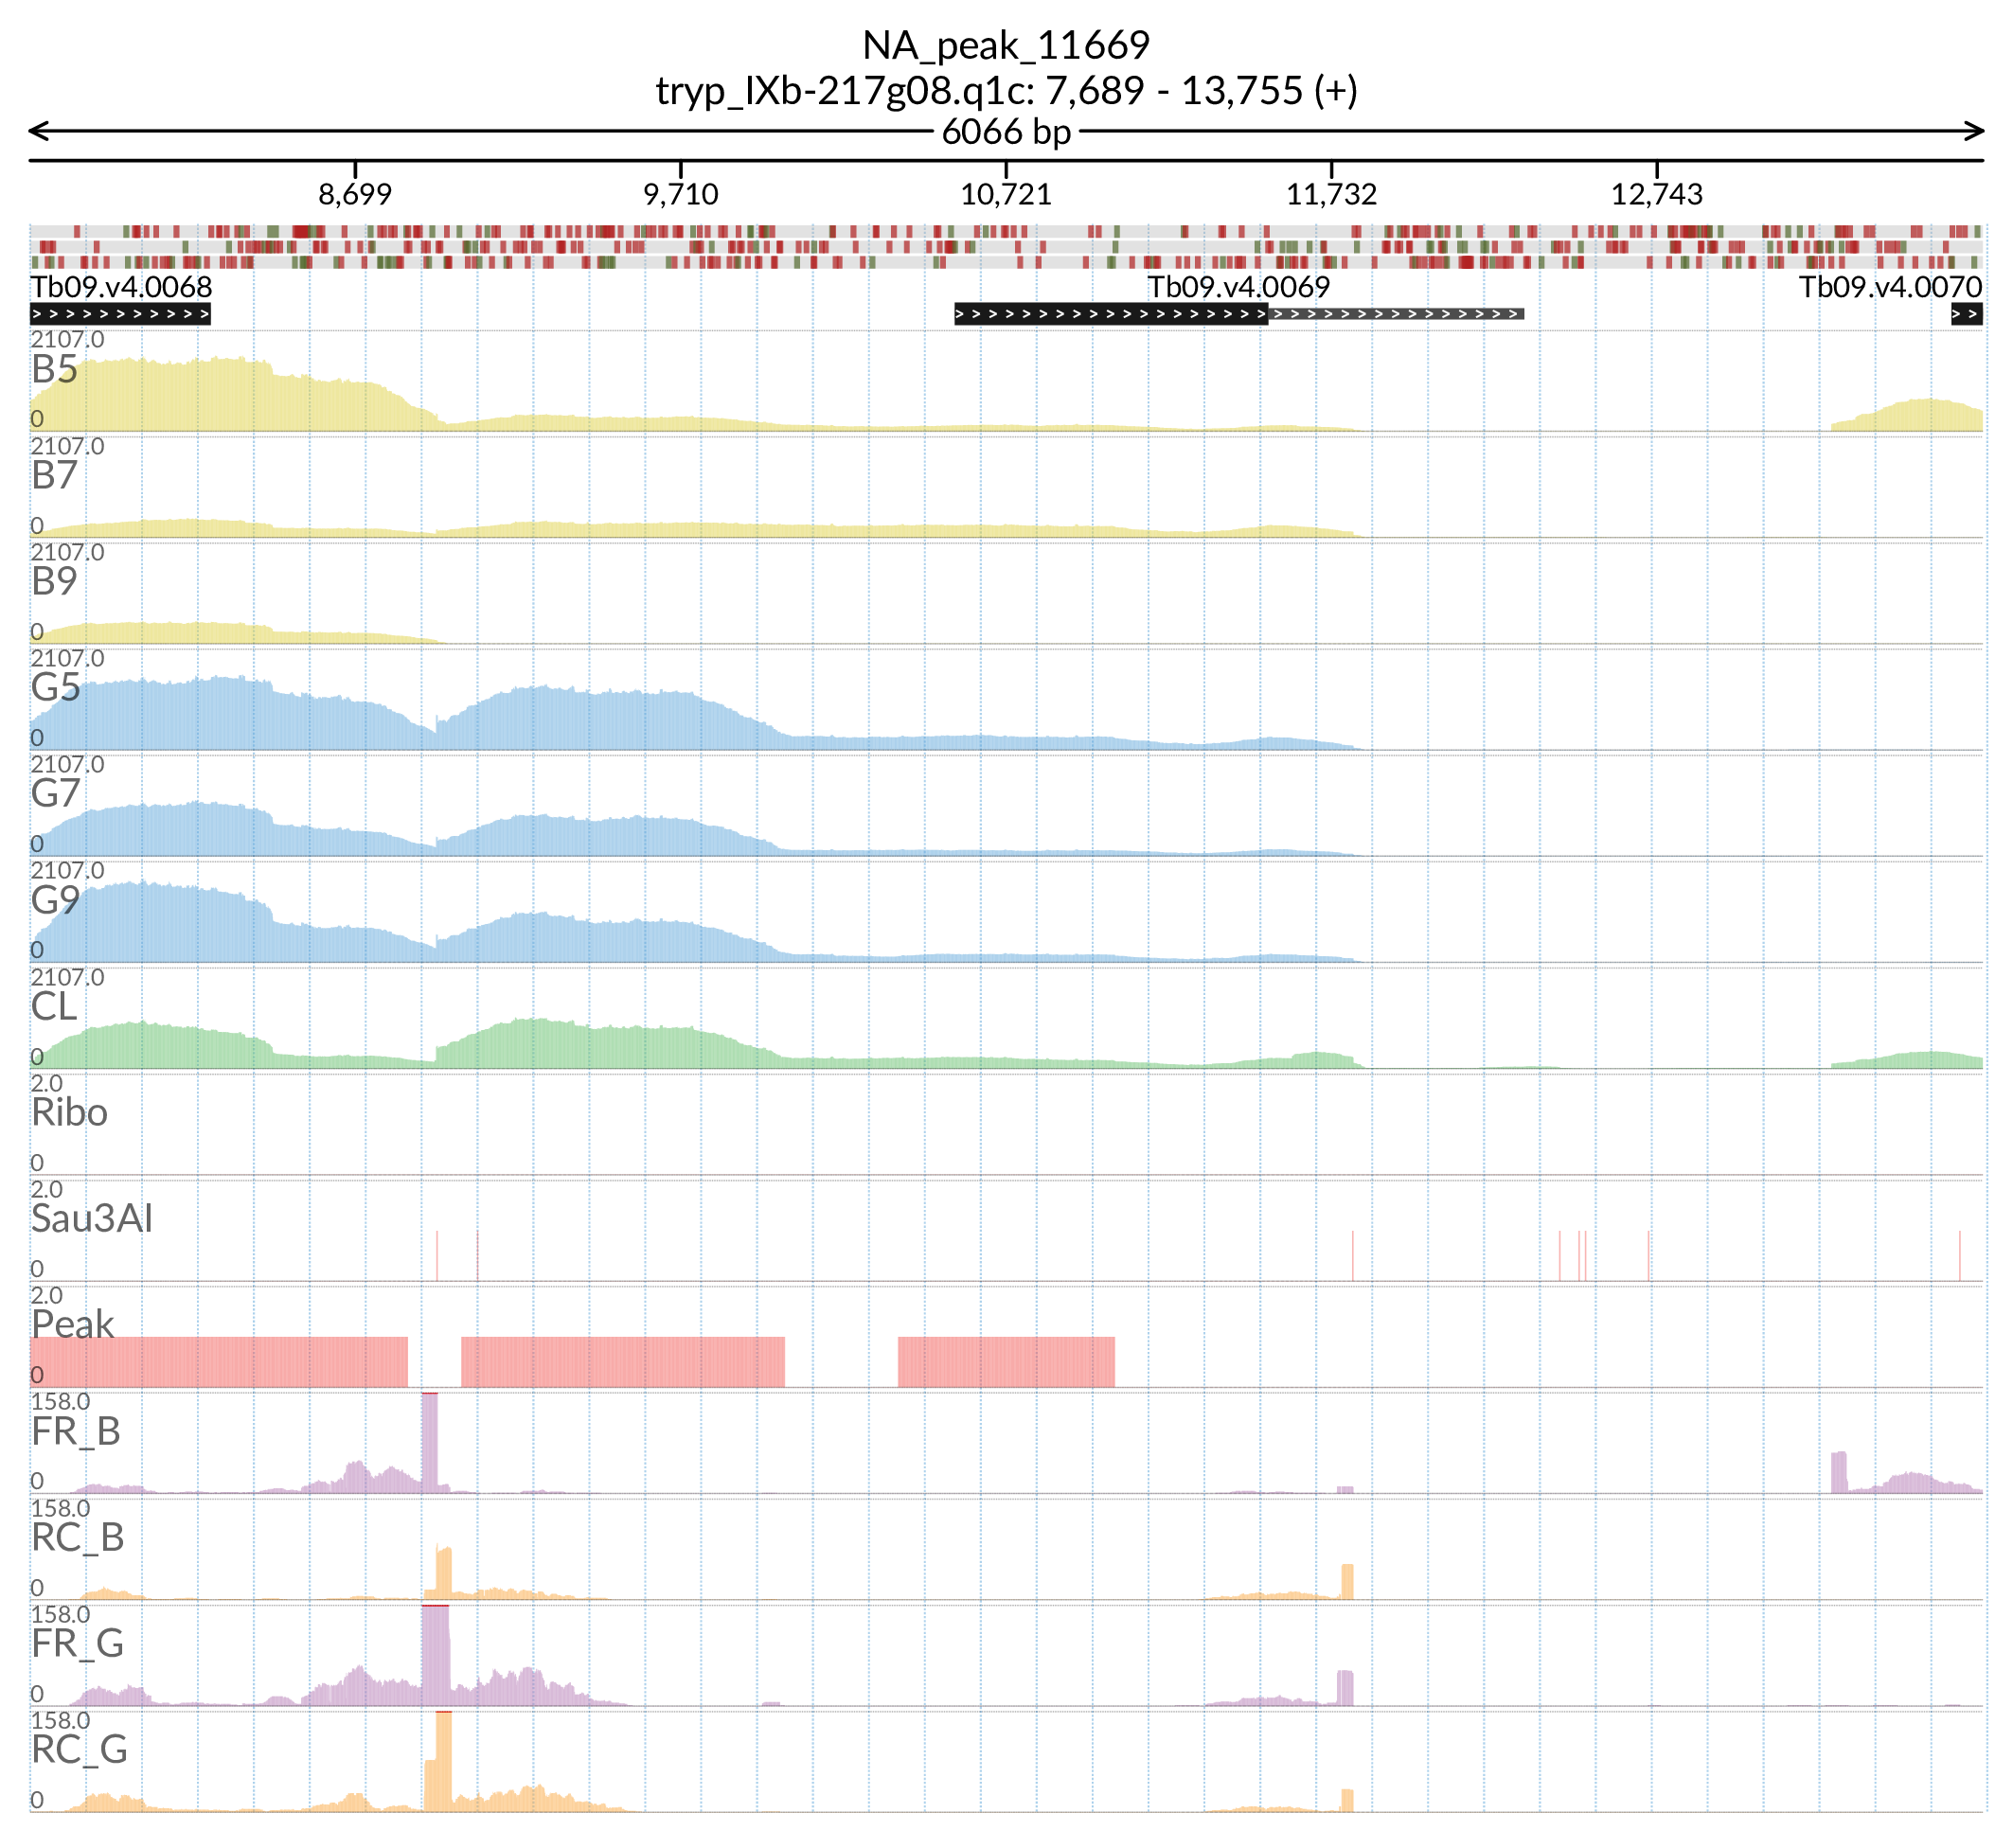 NA_peak_11669
tryp_IXb-217g08.q1c: 7,689 - 13,755 (+)
6066 bp
8,699 9,710 10,721 11,732 12,743
Tb09.v4.0068 Tb09.v4.0069 Tb09.v4.0070
2107.0
B5
0
2107.0
B7
0
2107.0
B9
0
2107.0
G5
0
2107.0
G7
0
2107.0
G9
0
2107.0
CL
0
2.0
Ribo
0
2.0
Sau3AI
0
2.0
Peak
0
158.0
FR_B
0
158.0
RC_B
0
158.0
FR_G
0
158.0
RC_G
0